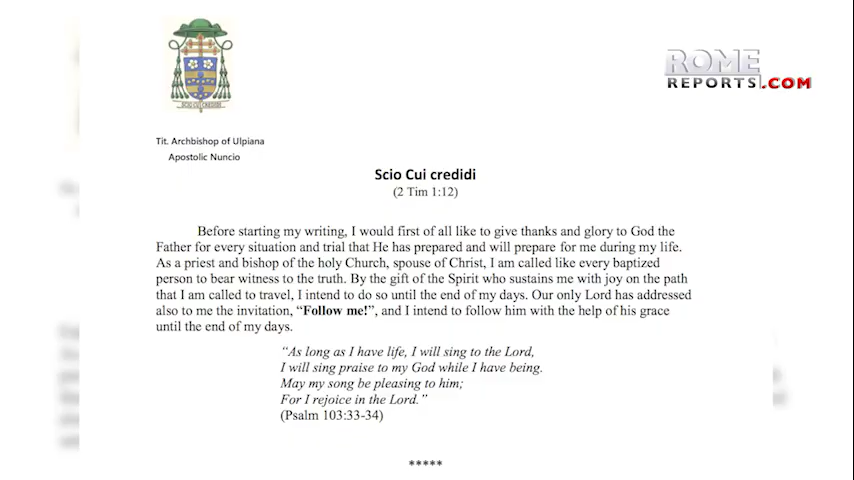 ROME
REPORTS.COM
SCIO CUI CREDIDI
Tit. Archbishop of Ulpiana
Apostolic Nuncio
Scio Cui credidi
(2 Tim 1:12)
Before starting my writing, I would first of all like to give thanks and glory to God the
Father for every situation and trial that He has prepared and will prepare for me during my life.
As a priest and bishop of the holy Church, spouse of Christ, I am called like every baptized
person to bear witness to the truth. By the gift of the Spirit who sustains me with joy on the path
that I am called to travel, I intend to do so until the end of my days. Our only Lord has addressed
also to me the invitation, “Follow me!”, and I intend to follow him with the help of his grace
until the end of my days.
“As long as I have life, I will sing to the Lord,
I will sing praise to my God while I have being.
May my song be pleasing to him;
For I rejoice in the Lord.”
(Psalm 103:33-34)
*****